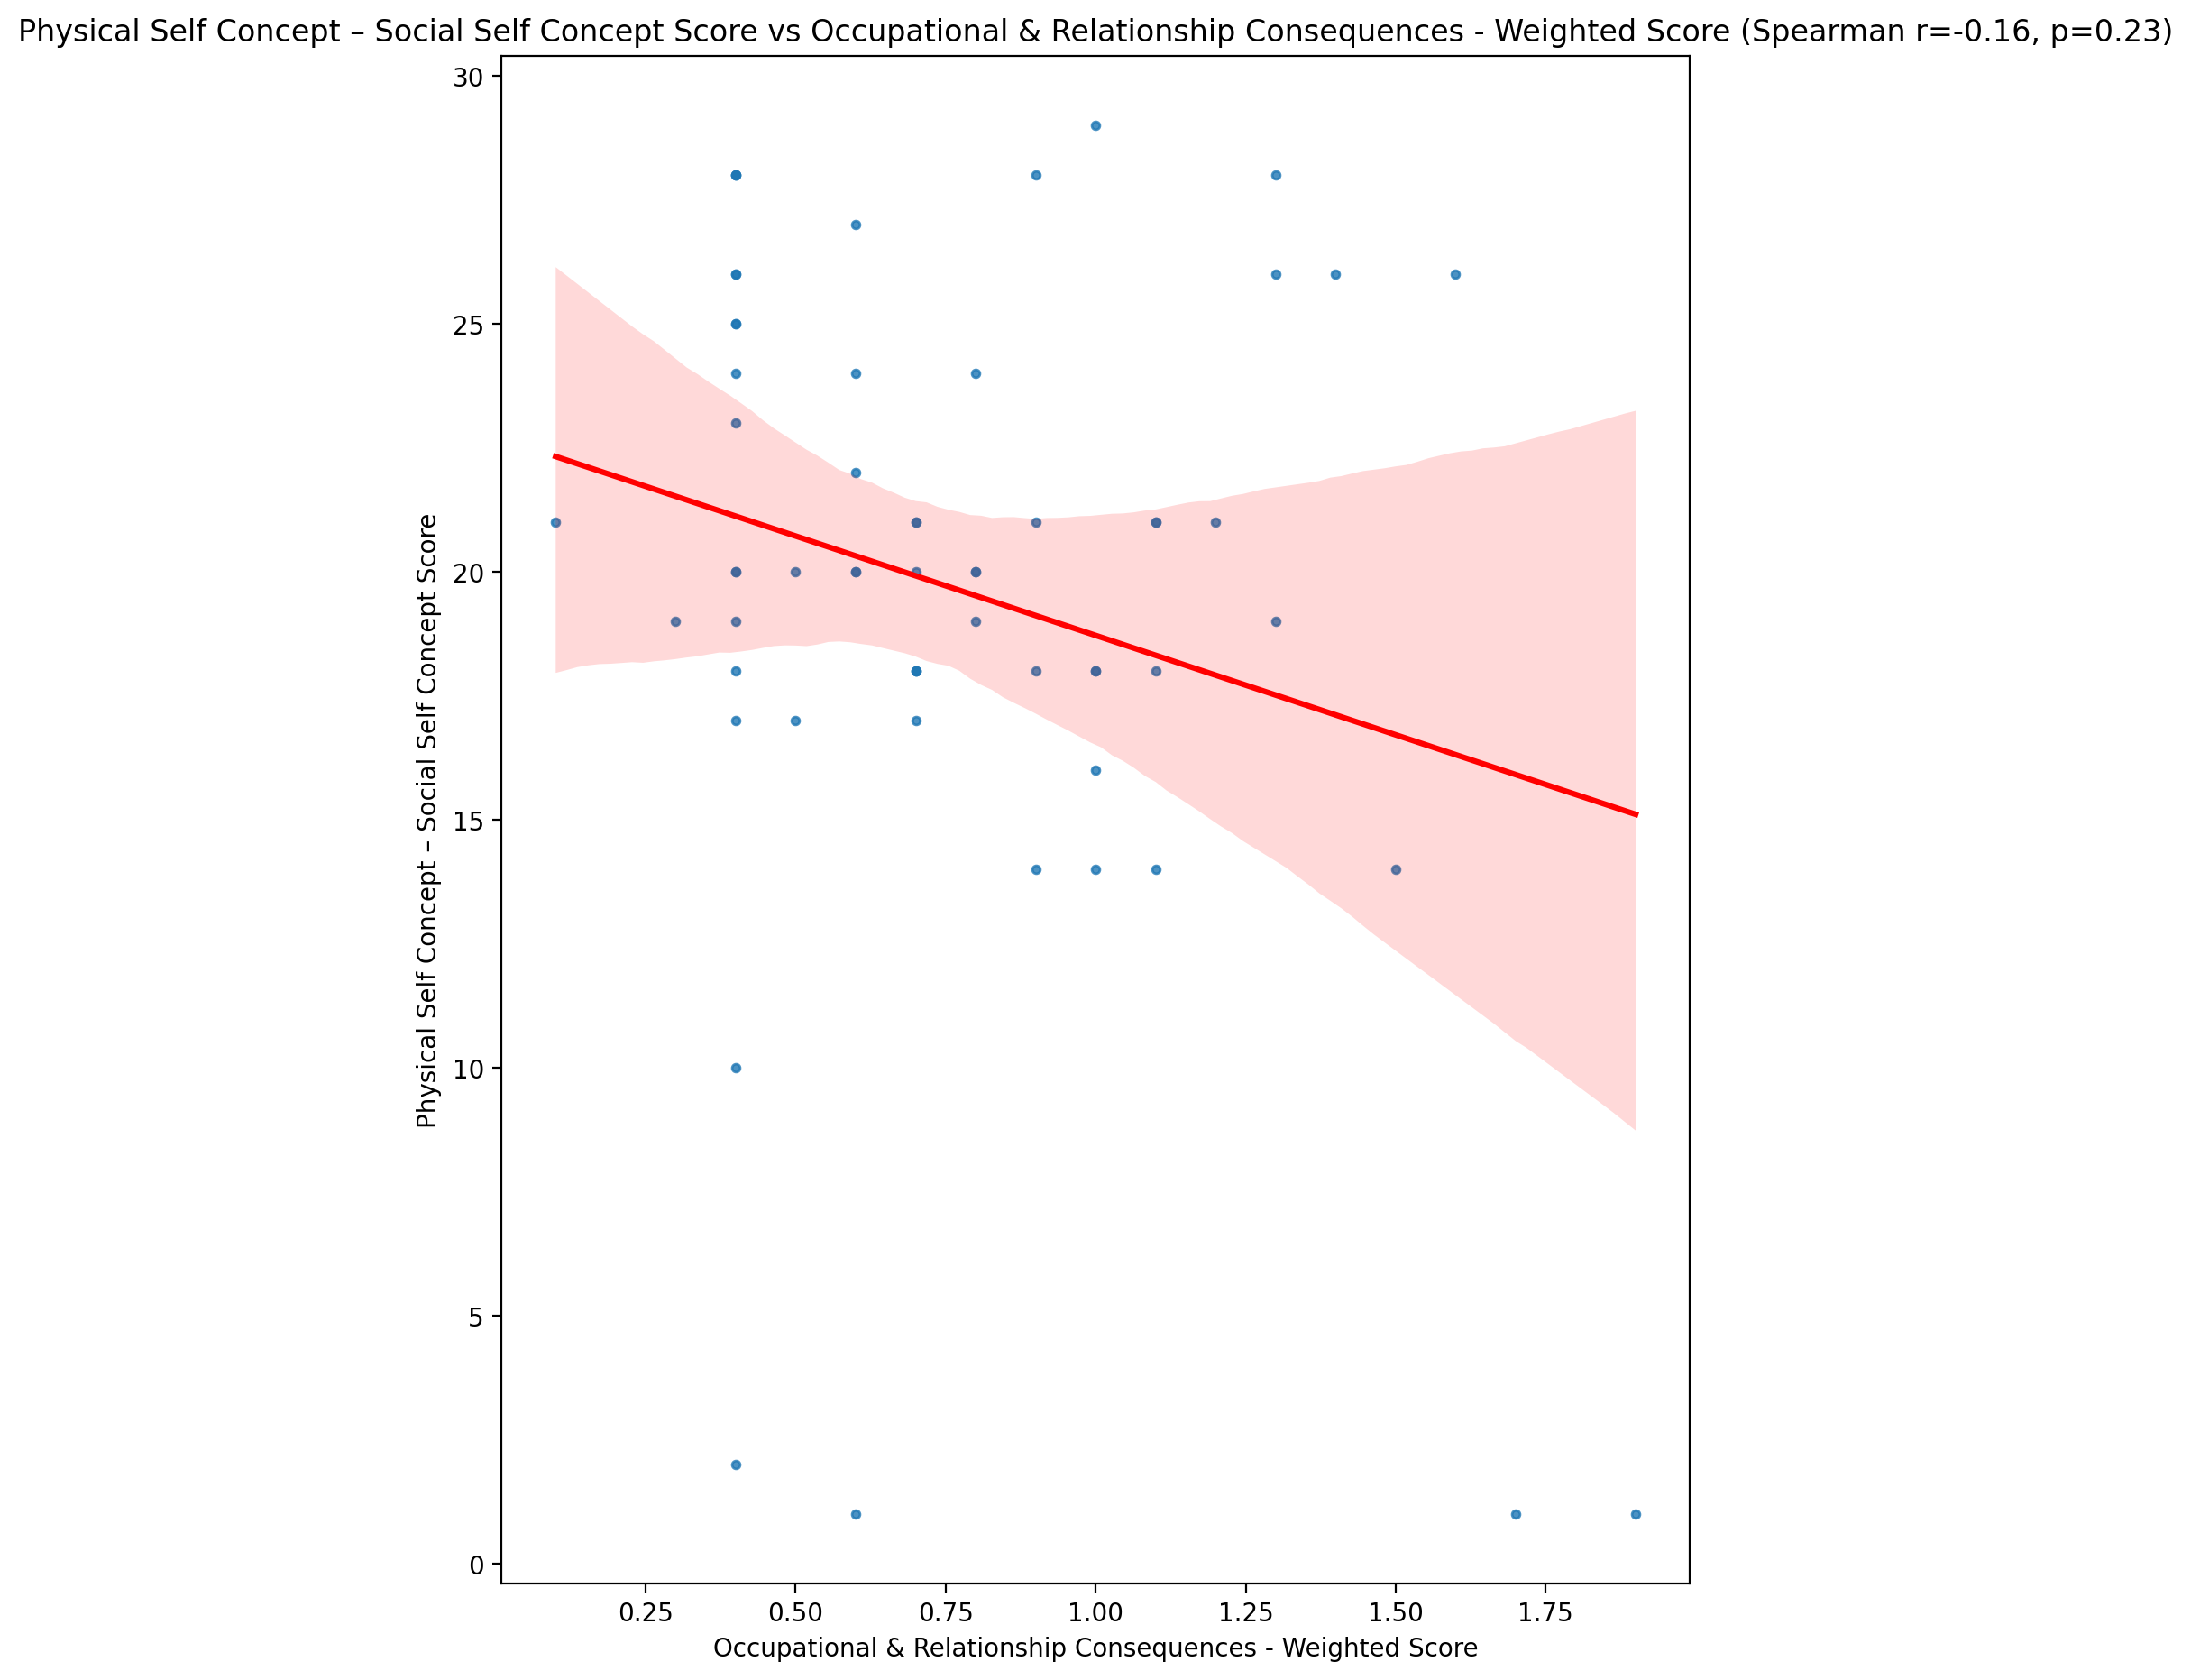 Physical Self Concept – Social Self Concept Score vs Occupational & Relationship Consequences - Weighted Score (Spearman r=-0.16, p=0.23)
30
25
20
15
10
5
0
Physical Self Concept – Social Self Concept Score
0.25 0.50 0.75 1.00 1.25 1.50 1.75
Occupational & Relationship Consequences - Weighted Score